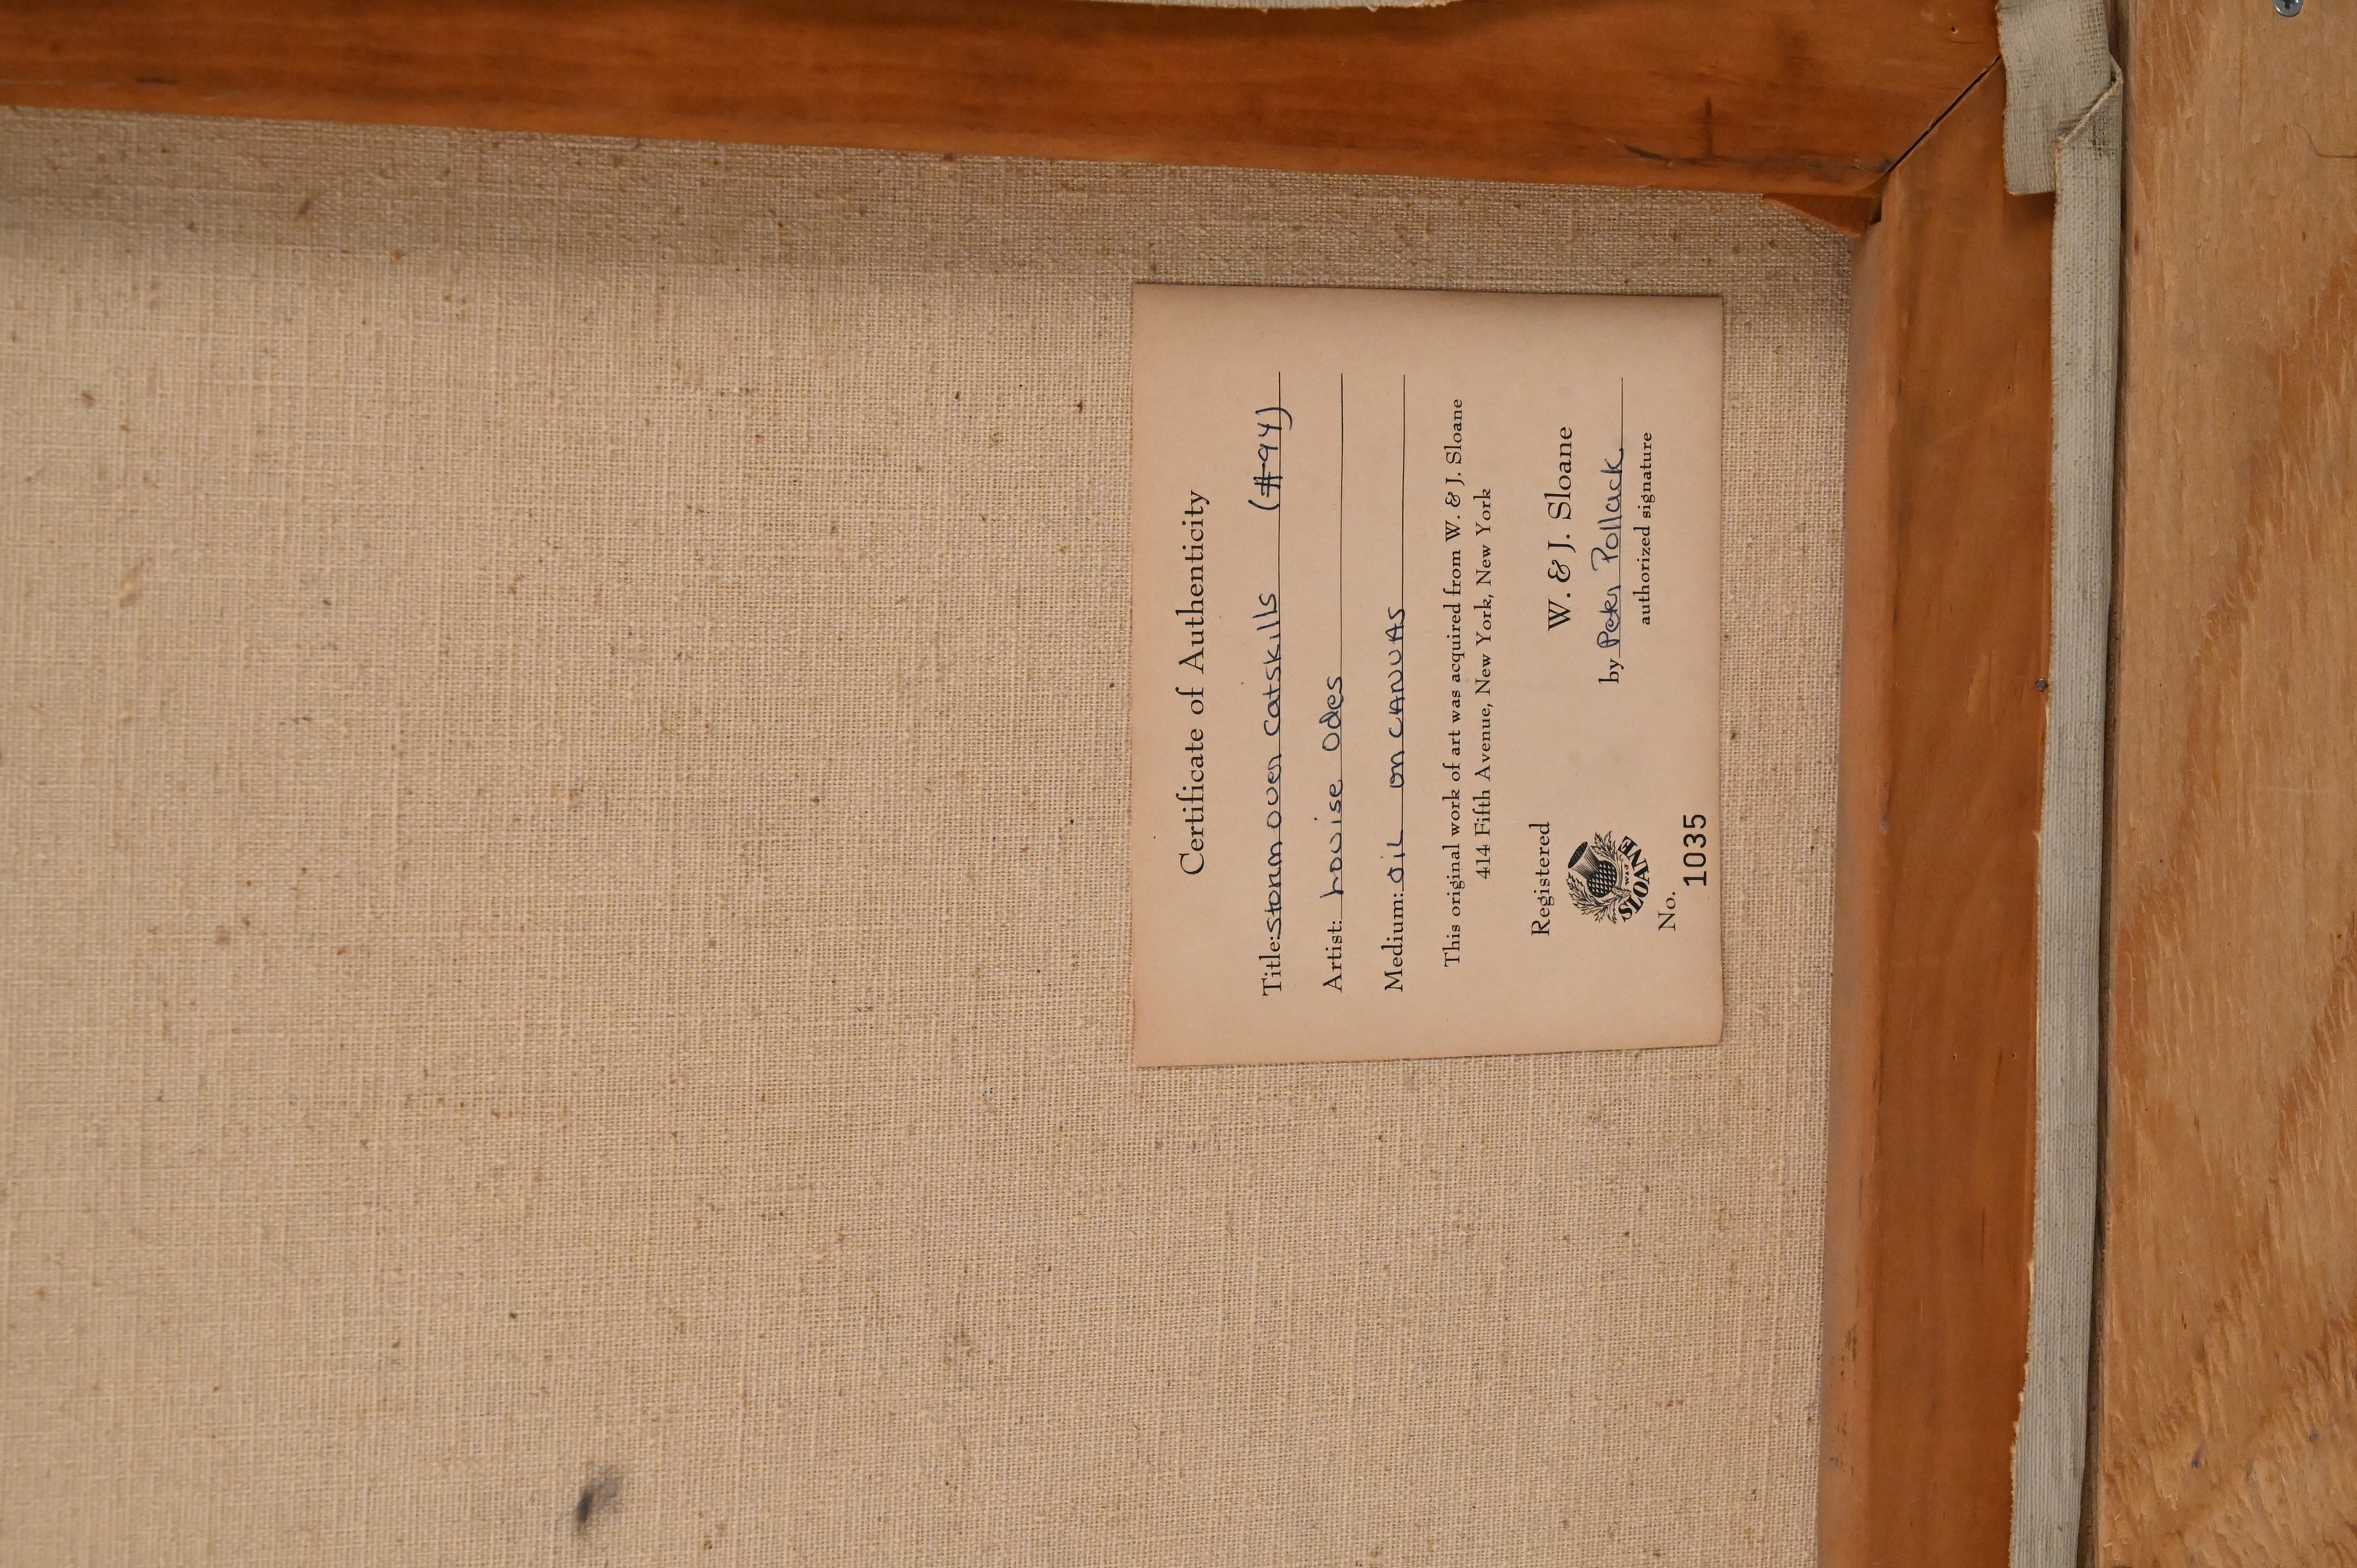 Certificate of Authenticity
Title: storm over catskills (#94)
Artist: Louise Odes
Medium: OIL on CANVAS
This original work of art was acquired from W. & J. Sloane
414 Fifth Avenue, New York, New York
Registered
W. & J. Sloane
SLOANE
by Peter Pollack
authorized signature
No.
1035